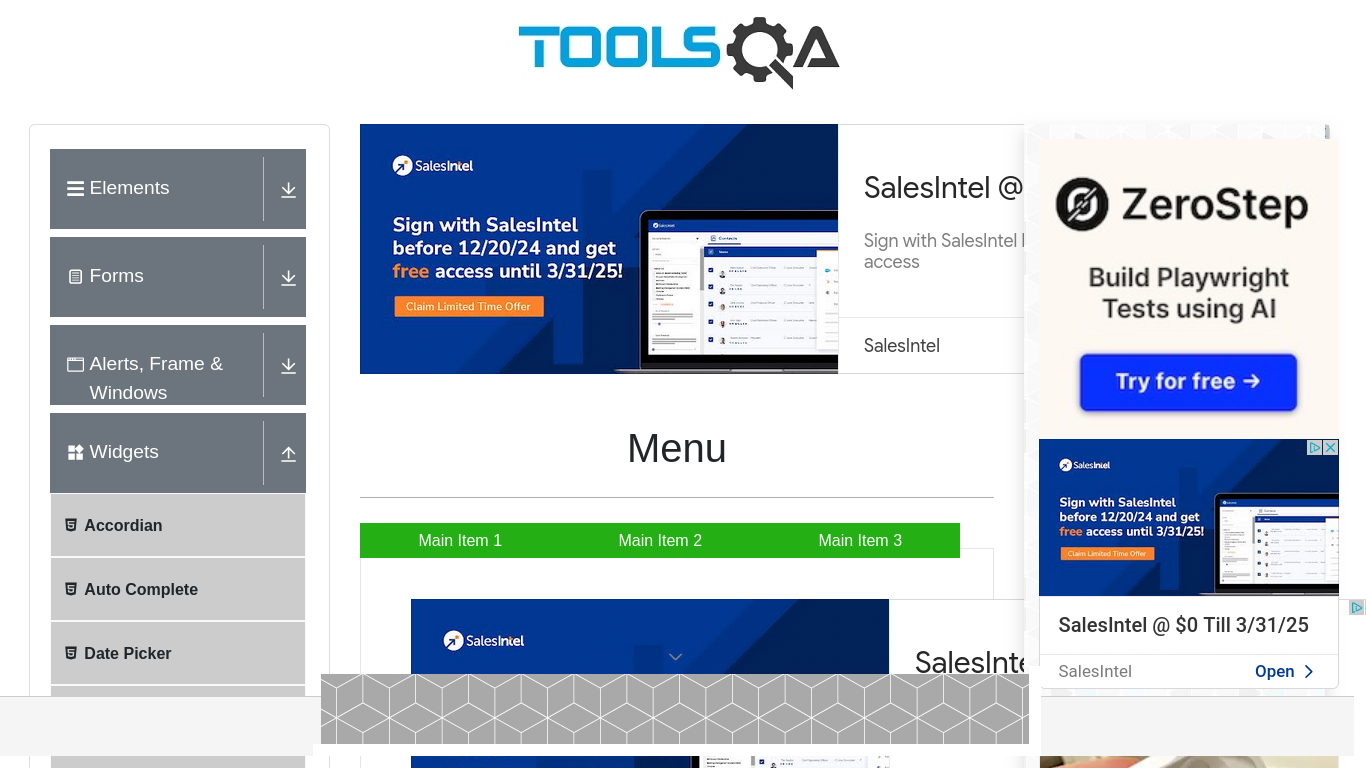 TOOLSQA
Elements
Forms
Alerts, Frame &
Windows
Widgets
Accordian
Auto Complete
Date Picker
SalesIntel
Sign with SalesIntel
before 12/20/24 and get
free access until 3/31/25!
Claim Limited Time Offer
SalesIntel @
Sign with SalesIntel
access
SalesIntel
Menu
Main Item 1
Main Item 2
Main Item 3
SalesIntel
SalesInte
ZeroStep
Build Playwright
Tests using AI
Try for free →
SalesIntel
Sign with SalesIntel
before 12/20/24 and get
free access until 3/31/25!
Claim Limited Time Offer
SalesIntel @ $0 Till 3/31/25
SalesIntel
Open